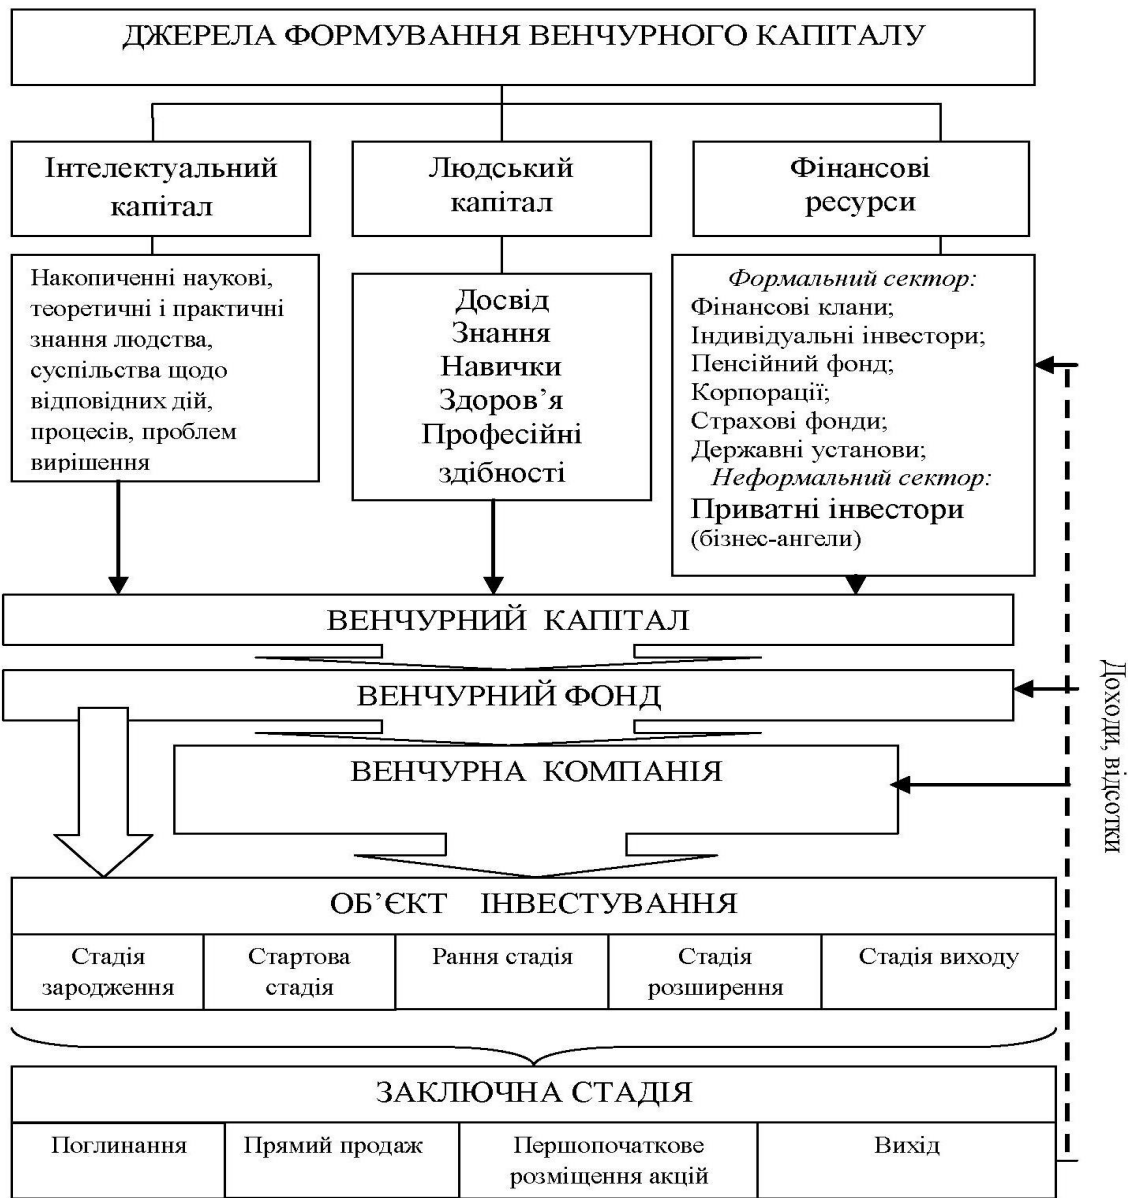 ДЖЕРЕЛА ФОРМУВАННЯ ВЕНЧУРНОГО КАПІТАЛУ
Інтелектуальний
капітал
Людський
капітал
Фінансові
ресурси
Накопиченні наукові,
теоретичні і практичні
знання людства,
суспільства щодо
відповідних дій,
процесів, проблем
вирішення
Досвід
Знання
Навички
Здоров’я
Професійні
здібності
Формальний сектор:
Фінансові клани;
Індивідуальні інвестори;
Пенсійний фонд;
Корпорації;
Страхові фонди;
Державні установи;
Неформальний сектор:
Приватні інвестори
(бізнес-ангели)
ВЕНЧУРНИЙ КАПІТАЛ
ВЕНЧУРНИЙ ФОНД
ВЕНЧУРНА КОМПАНІЯ
Доходи, відсотки
ОБ’ЄКТ ІНВЕСТУВАННЯ
Стадія
зародження
Стартова
стадія
Рання стадія
Стадія
розширення
Стадія виходу
ЗАКЛЮЧНА СТАДІЯ
Поглинання
Прямий продаж
Першопочаткове
розміщення акцій
Вихід